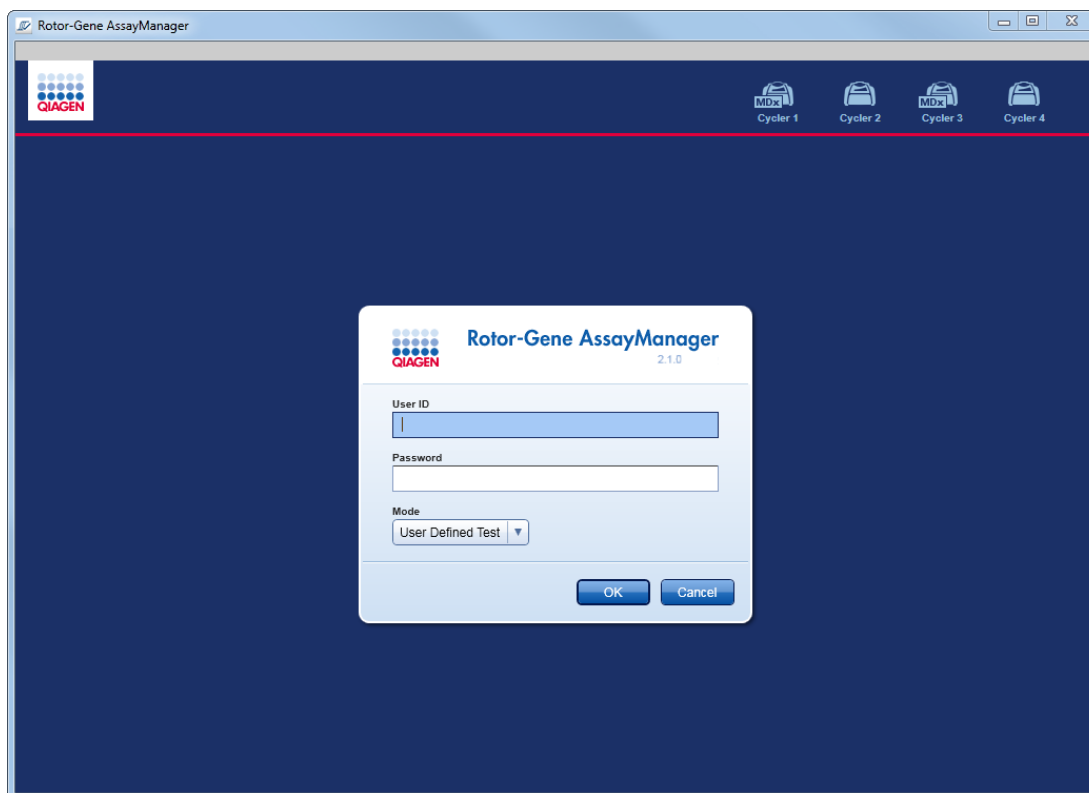 Rotor-Gene AssayManager
QIAGEN
MDx
MDx
Cycler 1
Cycler 2
Cycler 3
Cycler 4
QIAGEN
Rotor-Gene AssayManager
2.1.0
User ID
Password
Mode
User Defined Test
OK
Cancel